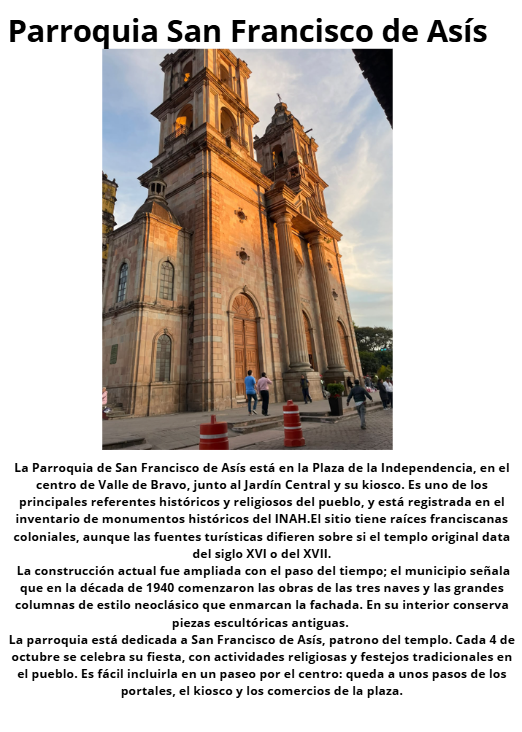 Parroquia San Francisco de Asís
La Parroquia de San Francisco de Asís está en la Plaza de la Independencia, en el
centro de Valle de Bravo, junto al Jardín Central y su kiosco. Es uno de los
principales referentes históricos y religiosos del pueblo, y está registrada en el
inventario de monumentos históricos del INAH.El sitio tiene raíces franciscanas
coloniales, aunque las fuentes turísticas difieren sobre si el templo original data
del siglo XVI o del XVII.
La construcción actual fue ampliada con el paso del tiempo; el municipio señala
que en la década de 1940 comenzaron las obras de las tres naves y las grandes
columnas de estilo neoclásico que enmarcan la fachada. En su interior conserva
piezas escultóricas antiguas.
La parroquia está dedicada a San Francisco de Asís, patrono del templo. Cada 4 de
octubre se celebra su fiesta, con actividades religiosas y festejos tradicionales en
el pueblo. Es fácil incluirla en un paseo por el centro: queda a unos pasos de los
portales, el kiosco y los comercios de la plaza.